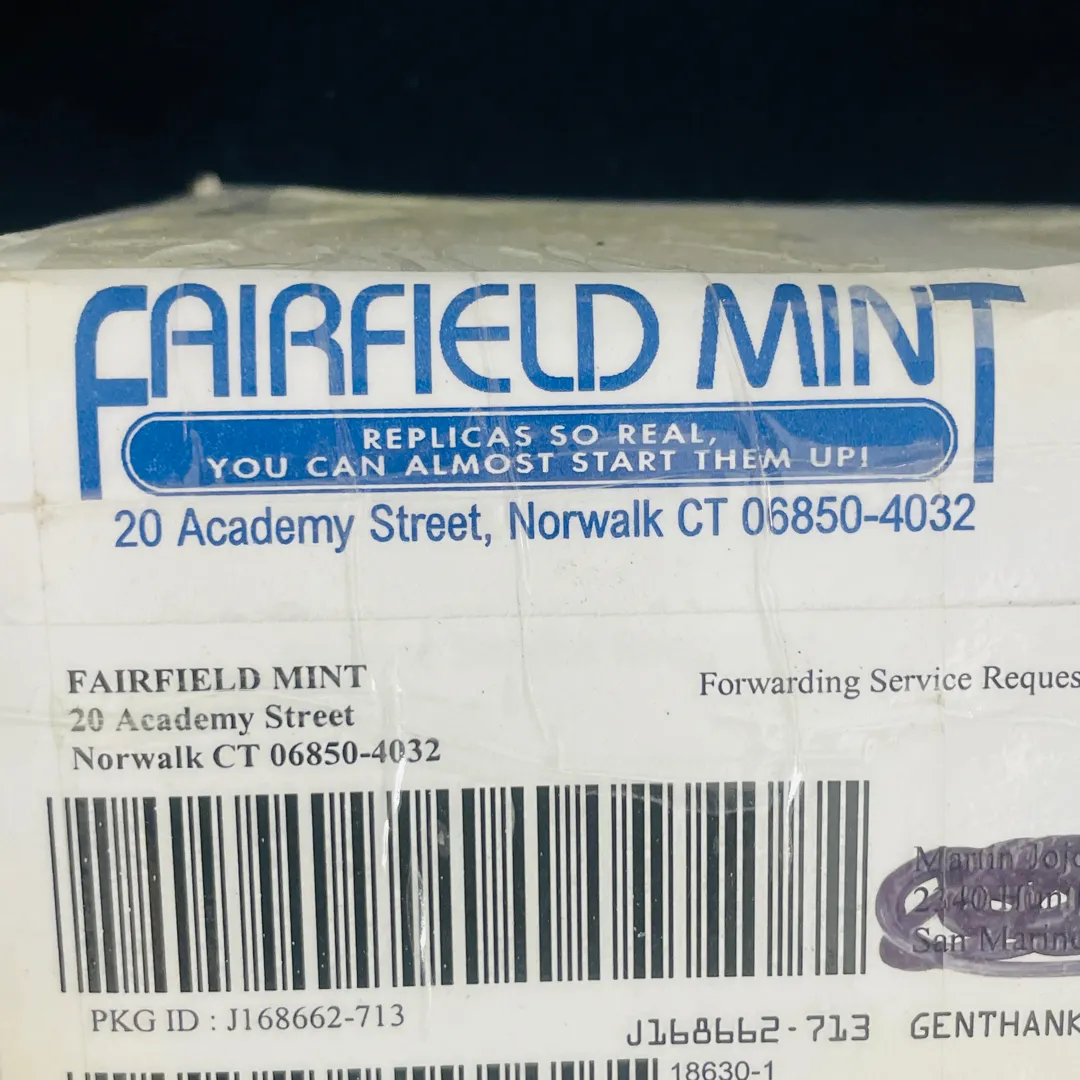 FAIRFIELD MINT
REPLICAS SO REAL,
YOU CAN ALMOST START THEM UP!
20 Academy Street, Norwalk CT 06850-4032
FAIRFIELD MINT
20 Academy Street
Norwalk CT 06850-4032
Forwarding Service Reques
PKG ID : J168662-713
J168662-713 GENTHANK
18630-1